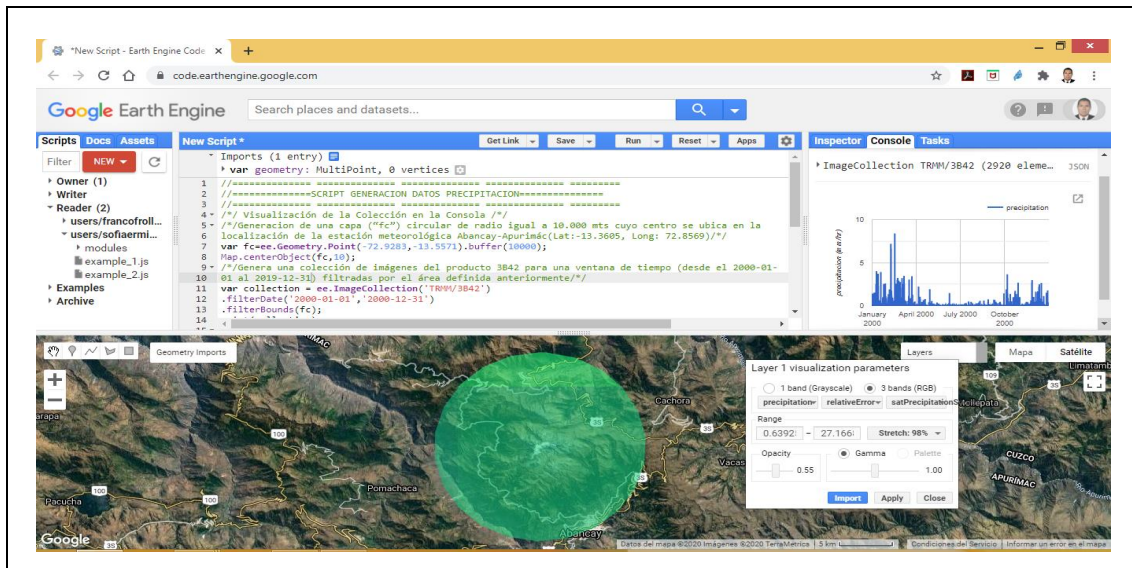 *New Script - Earth Engine Code
code.earthengine.google.com
Google Earth Engine
Search places and datasets...
Scripts Docs Assets
Filter NEW
Owner (1)
Writer
Reader (2)
users/francofroll...
users/sofiaermi...
modules
example_1.js
example_2.js
Examples
Archive
New Script *
Get Link Save Run Reset Apps
Imports (1 entry)
var geometry: MultiPoint, 0 vertices
1 //============== ============== ============== =========
2 //==============SCRIPT GENERACION DATOS PRECIPITACION===============
3 //============== ============== ============== =========
4 /*/ Visualización de la Colección en la Consola /*/
5 /*/Generacion de una capa ("fc") circular de radio igual a 10.000 mts cuyo centro se ubica en la
6 localización de la estación meteorológica Abancay-Apurimác(Lat:-13.3605, Long: 72.8569)/*/
7 var fc=ee.Geometry.Point(-72.9283,-13.5571).buffer(10000);
8 Map.centerObject(fc,10);
9 /*/Genera una colección de imágenes del producto 3B42 para una ventana de tiempo (desde el 2000-01-
10 01 al 2019-12-31) filtradas por el área definida anteriormente/*/
11 var collection = ee.ImageCollection('TRMM/3B42')
12 .filterDate('2000-01-01','2000-12-31')
13 .filterBounds(fc);
14
Inspector Console Tasks
ImageCollection TRMM/3B42 (2920 eleme... JSON
precipitation
precipitacion (m m/hr)
10
5
0
January 2000
April 2000
July 2000
October 2000
Geometry Imports
Layers
Mapa Satélite
Layer 1 visualization parameters
1 band (Grayscale) 3 bands (RGB)
precipitation relativeError satPrecipitationS
Range
0.6392 – 27.166 Stretch: 98%
Opacity Gamma Palette
0.55 1.00
Import Apply Close
Cachora
Pomachaca
Pacucha
Abancay
Vacas
Limatamb
CUZCO
APURÍMAC
100
100
100
109
3S
3S
3S
3S
3S
Google
Datos del mapa ©2020 Imágenes ©2020 TerraMetrics 5 km Condiciones del Servicio Informar un error en el mapa